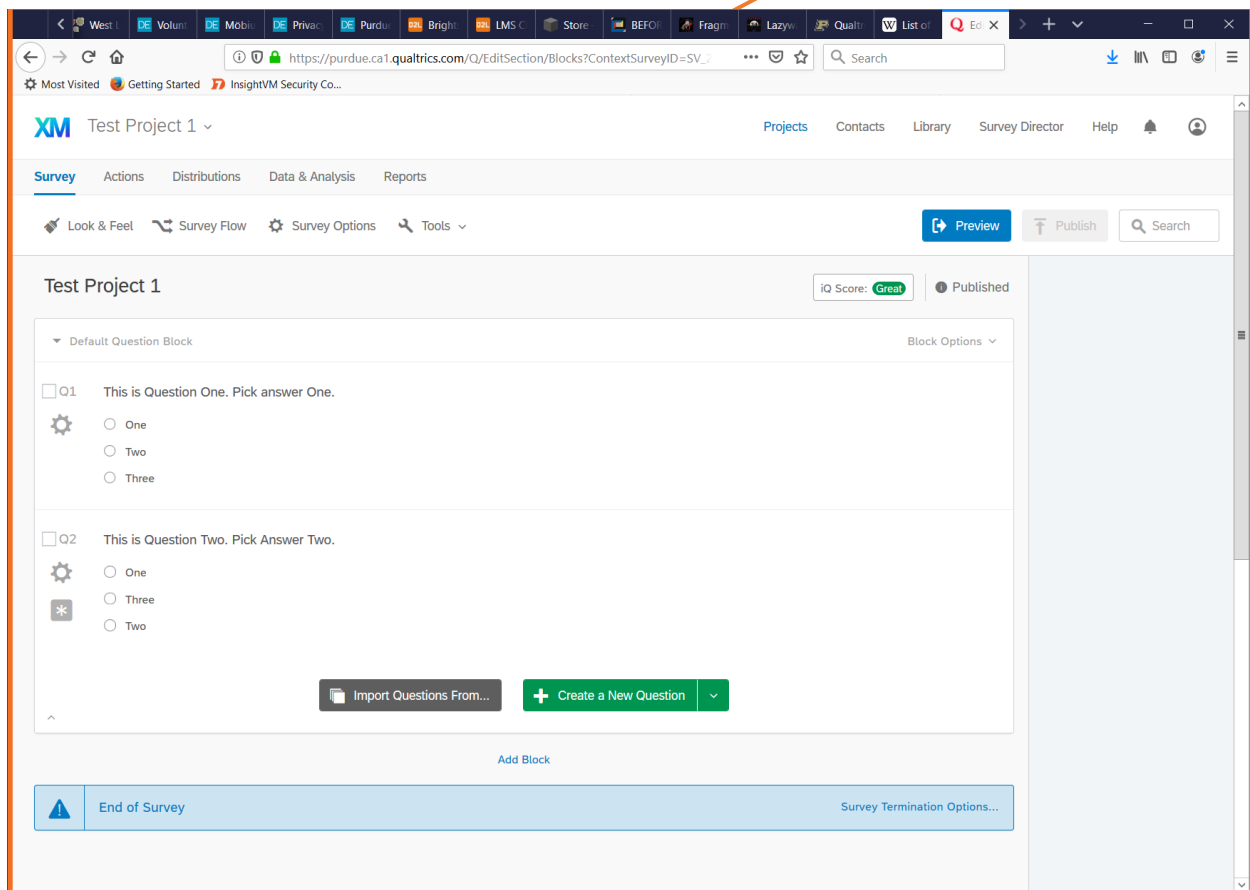 West L Volunt Möbiu Privac Purdue Bright LMS C Store - BEFOR Fragm Lazyw Qualtr List of Ed
https://purdue.ca1.qualtrics.com/Q/EditSection/Blocks?ContextSurveyID=SV_2 Search
Most Visited Getting Started InsightVM Security Co...
XM Test Project 1 Projects Contacts Library Survey Director Help
Survey Actions Distributions Data & Analysis Reports
Look & Feel Survey Flow Survey Options Tools Preview Publish Search
Test Project 1 iQ Score: Great Published
Default Question Block Block Options
Q1 This is Question One. Pick answer One.
One
Two
Three
Q2 This is Question Two. Pick Answer Two.
One
Three
Two
Import Questions From... Create a New Question
Add Block
End of Survey Survey Termination Options...